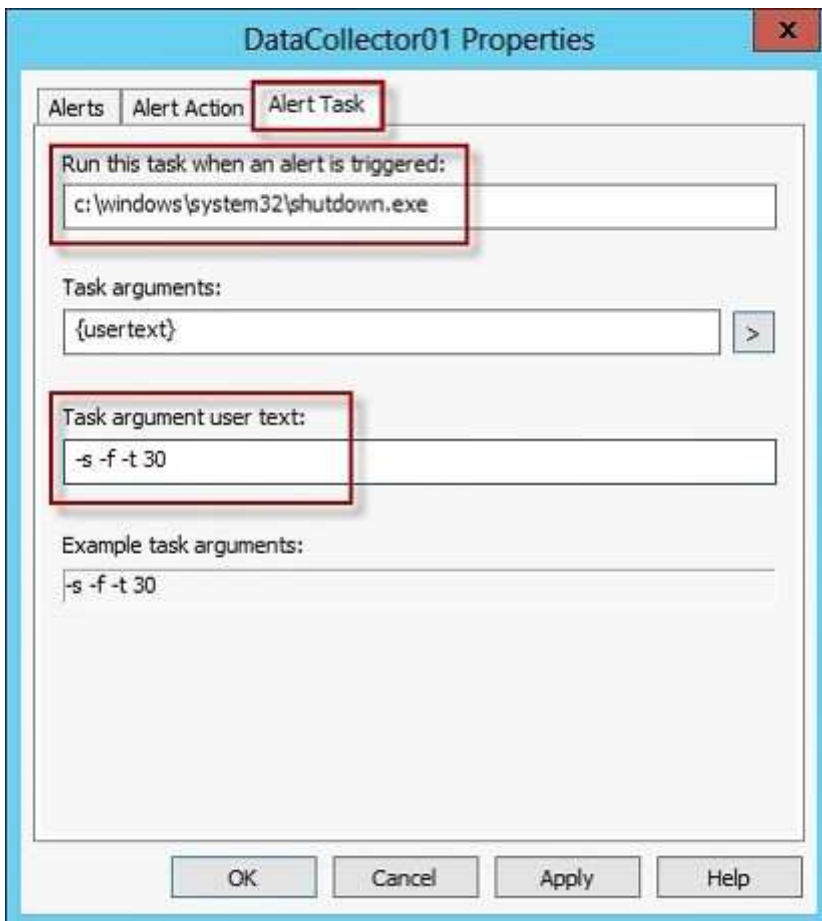 DataCollector01 Properties
x
Alerts
Alert Action
Alert Task
Run this task when an alert is triggered:
c:\windows\system32\shutdown.exe
Task arguments:
{usertext}
>
Task argument user text:
-s -f -t 30
Example task arguments:
-s -f -t 30
OK
Cancel
Apply
Help